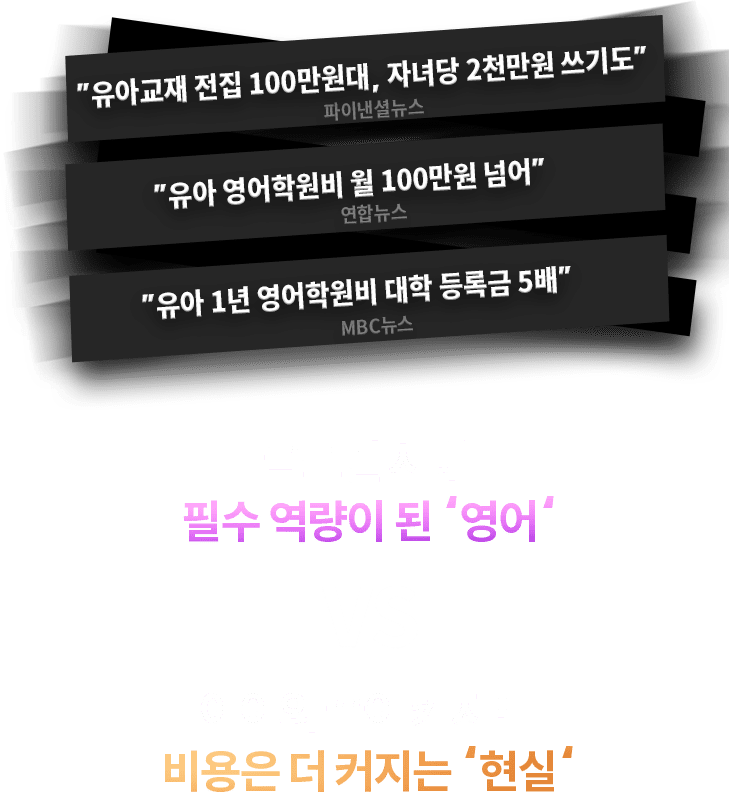 "유아교재 전집 100만원대, 자녀당 2천만원 쓰기도"
파이낸셜뉴스
"유아 영어학원비 월 100만원 넘어"
연합뉴스
"유아 1년 영어학원비 대학 등록금 5배"
MBC뉴스
필수 역량이 된 ‘영어‘
비용은 더 커지는 ‘현실‘